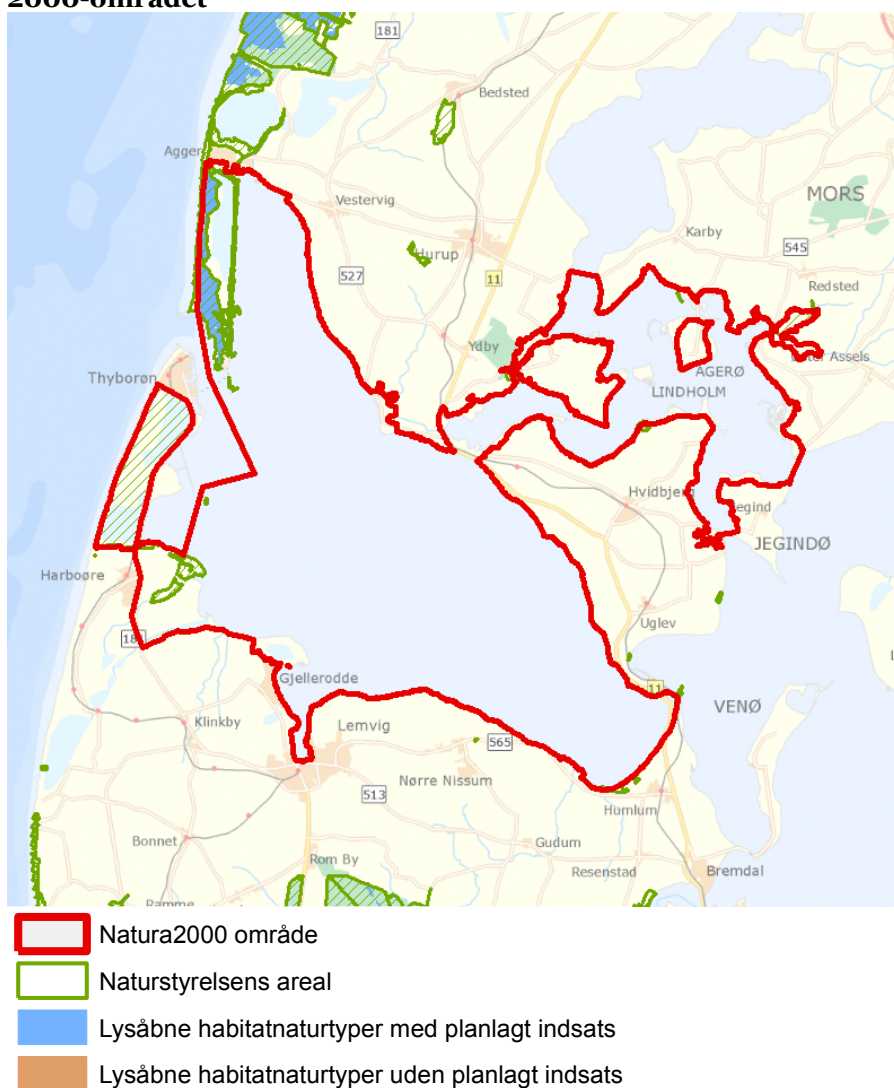 2000-området
181
Bedsted
Agger
Vestervig
MORS
Karby
545
Hurup
527
11
Redsted
Ydby
Thyborøn
AGERØ
Assels
LINDHOLM
Hvidbjerg
JEGINDØ
Harboøre
Uglev
Gjellerodde
11
VENØ
Klinkby
Lemvig
565
Nørre Nissum
513
Humlum
Bonnet
Gudum
Rom By
Resenstad
Bremdal
Ramme
Natura2000 område
Naturstyrelsens areal
Lysåbne habitatnaturtyper med planlagt indsats
Lysåbne habitatnaturtyper uden planlagt indsats